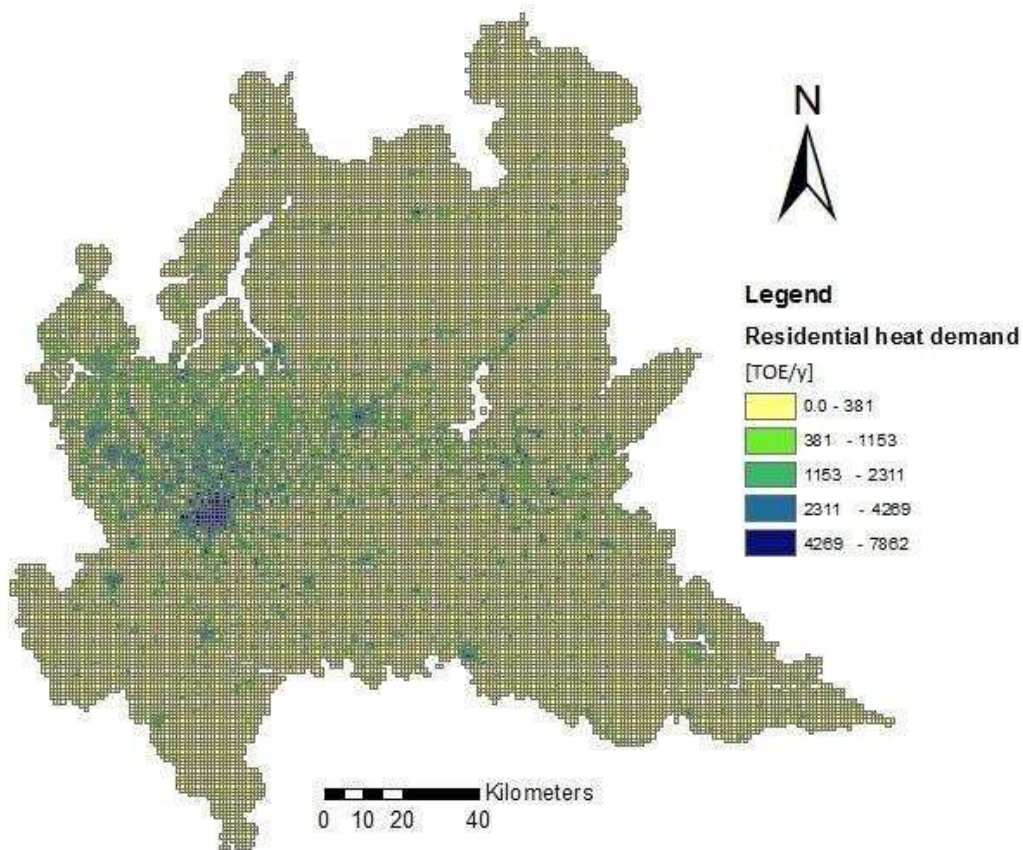 N
Legend
Residential heat demand
[TOE/y]
0.0 - 381
381 - 1153
1153 - 2311
2311 - 4269
4269 - 7862
Kilometers
0 10 20 40